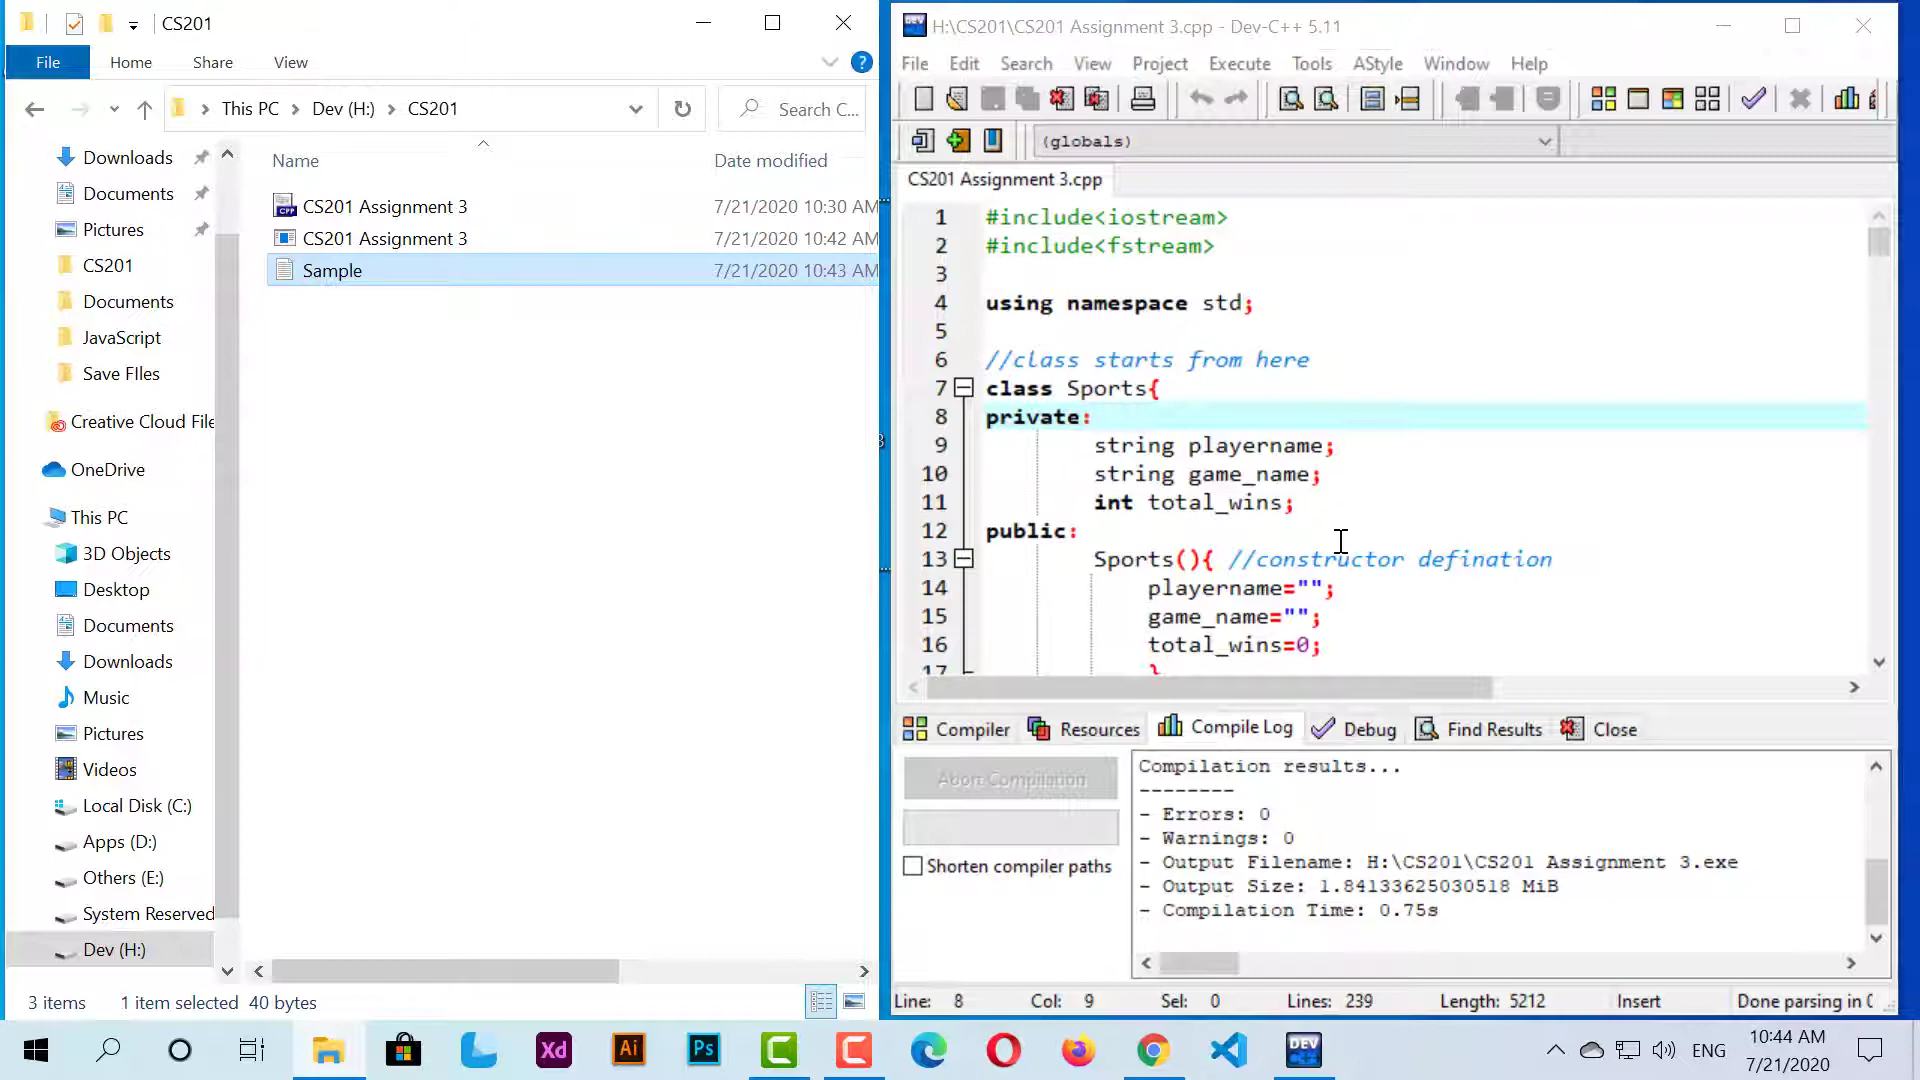 CS201
File Home Share View
This PC Dev (H:) CS201
Search C...
Name Date modified
CS201 Assignment 3 7/21/2020 10:30 AM
CS201 Assignment 3 7/21/2020 10:42 AM
Sample 7/21/2020 10:43 AM
Downloads
Documents
Pictures
CS201
Documents
JavaScript
Save FIles
Creative Cloud File
OneDrive
This PC
3D Objects
Desktop
Documents
Downloads
Music
Pictures
Videos
Local Disk (C:)
Apps (D:)
Others (E:)
System Reserved
Dev (H:)
3 items 1 item selected 40 bytes
H:\CS201\CS201 Assignment 3.cpp - Dev-C++ 5.11
File Edit Search View Project Execute Tools AStyle Window Help
(globals)
CS201 Assignment 3.cpp
1 #include<iostream>
2 #include<fstream>
3
4 using namespace std;
5
6 //class starts from here
7 class Sports{
8 private:
9 string playername;
10 string game_name;
11 int total_wins;
12 public:
13 Sports(){ //constructor defination
14 playername="";
15 game_name="";
16 total_wins=0;
17 }
Compiler Resources Compile Log Debug Find Results Close
Abort Compilation
Shorten compiler paths
Compilation results...
--------
- Errors: 0
- Warnings: 0
- Output Filename: H:\CS201\CS201 Assignment 3.exe
- Output Size: 1.84133625030518 MiB
- Compilation Time: 0.75s
Line: 8 Col: 9 Sel: 0 Lines: 239 Length: 5212 Insert Done parsing in 0
Xd Ai Ps DEV C++
ENG
10:44 AM
7/21/2020